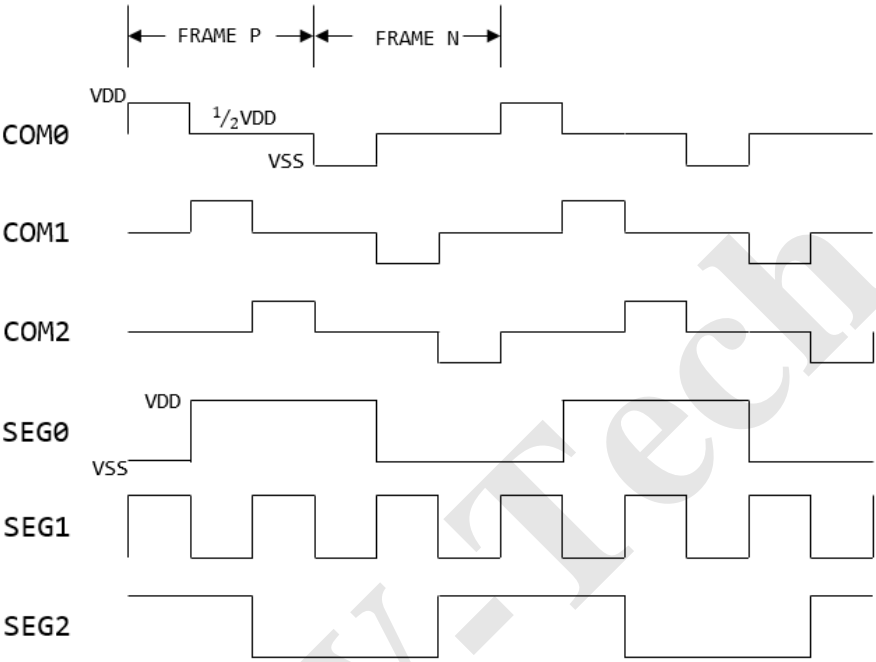 FRAME P
FRAME N
VDD
COM0
1/2VDD
VSS
COM1
COM2
VDD
SEG0
VSS
SEG1
SEG2